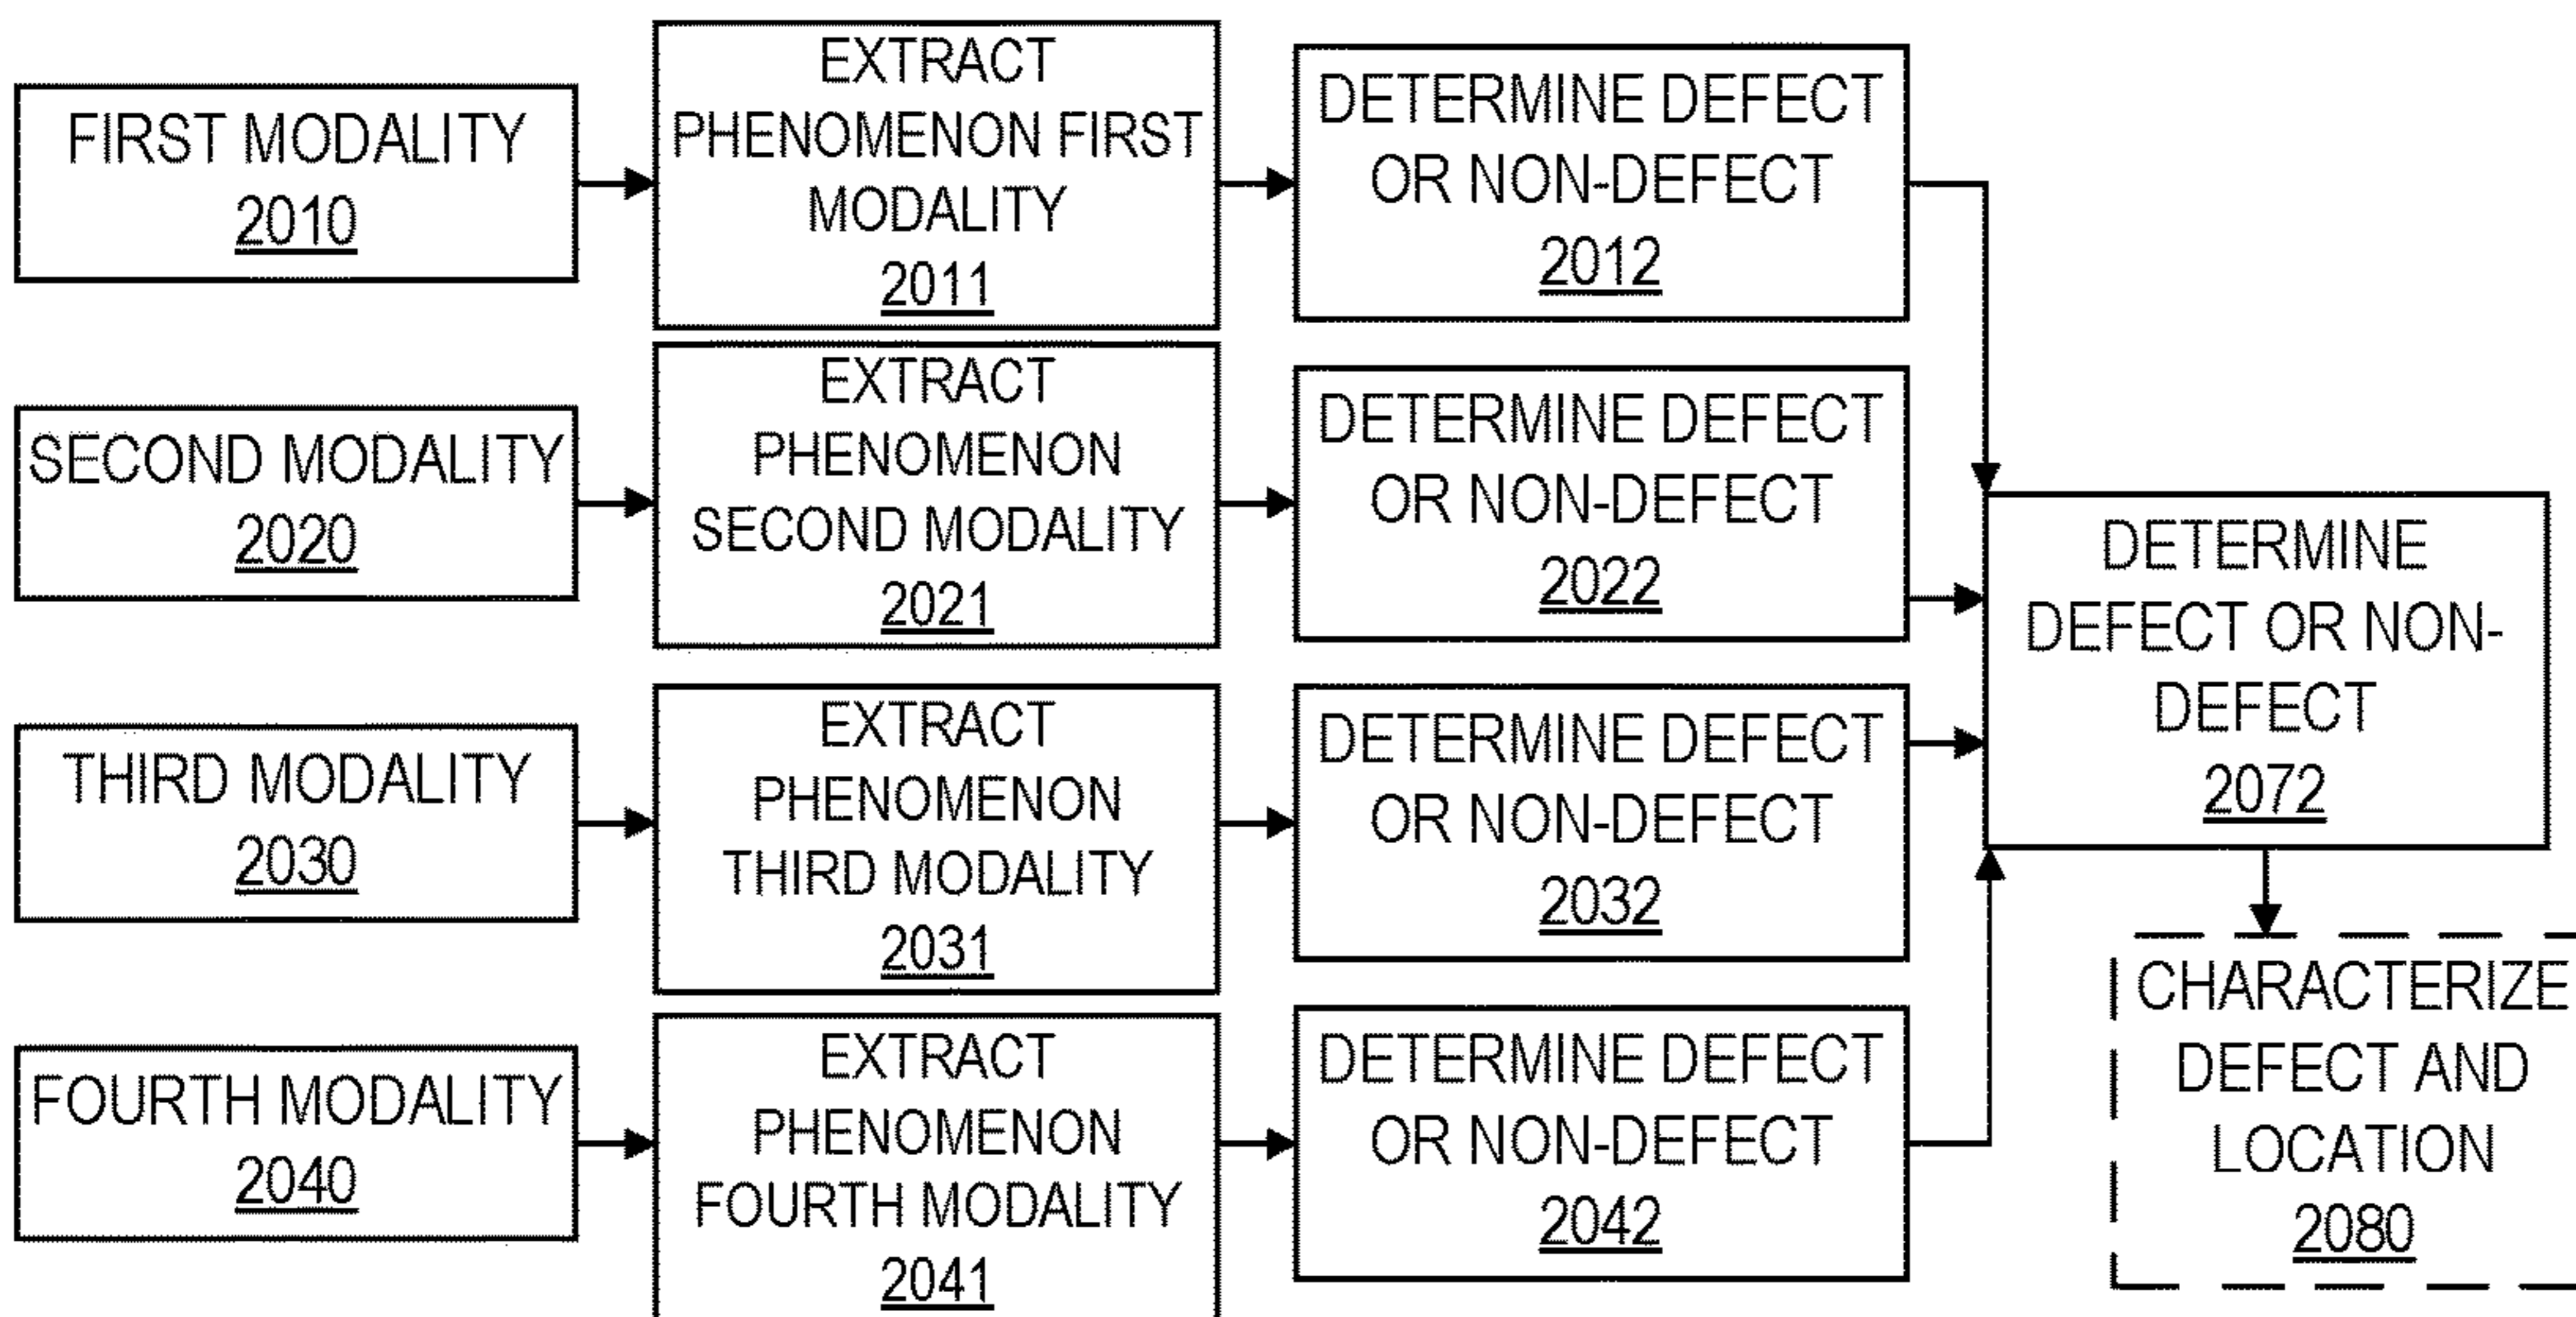 FIRST MODALITY
2010
EXTRACT
PHENOMENON FIRST
MODALITY
2011
DETERMINE DEFECT
OR NON-DEFECT
2012
SECOND MODALITY
2020
EXTRACT
PHENOMENON
SECOND MODALITY
2021
DETERMINE DEFECT
OR NON-DEFECT
2022
THIRD MODALITY
2030
EXTRACT
PHENOMENON
THIRD MODALITY
2031
DETERMINE DEFECT
OR NON-DEFECT
2032
FOURTH MODALITY
2040
EXTRACT
PHENOMENON
FOURTH MODALITY
2041
DETERMINE DEFECT
OR NON-DEFECT
2042
DETERMINE
DEFECT OR NON-
DEFECT
2072
CHARACTERIZE
DEFECT AND
LOCATION
2080